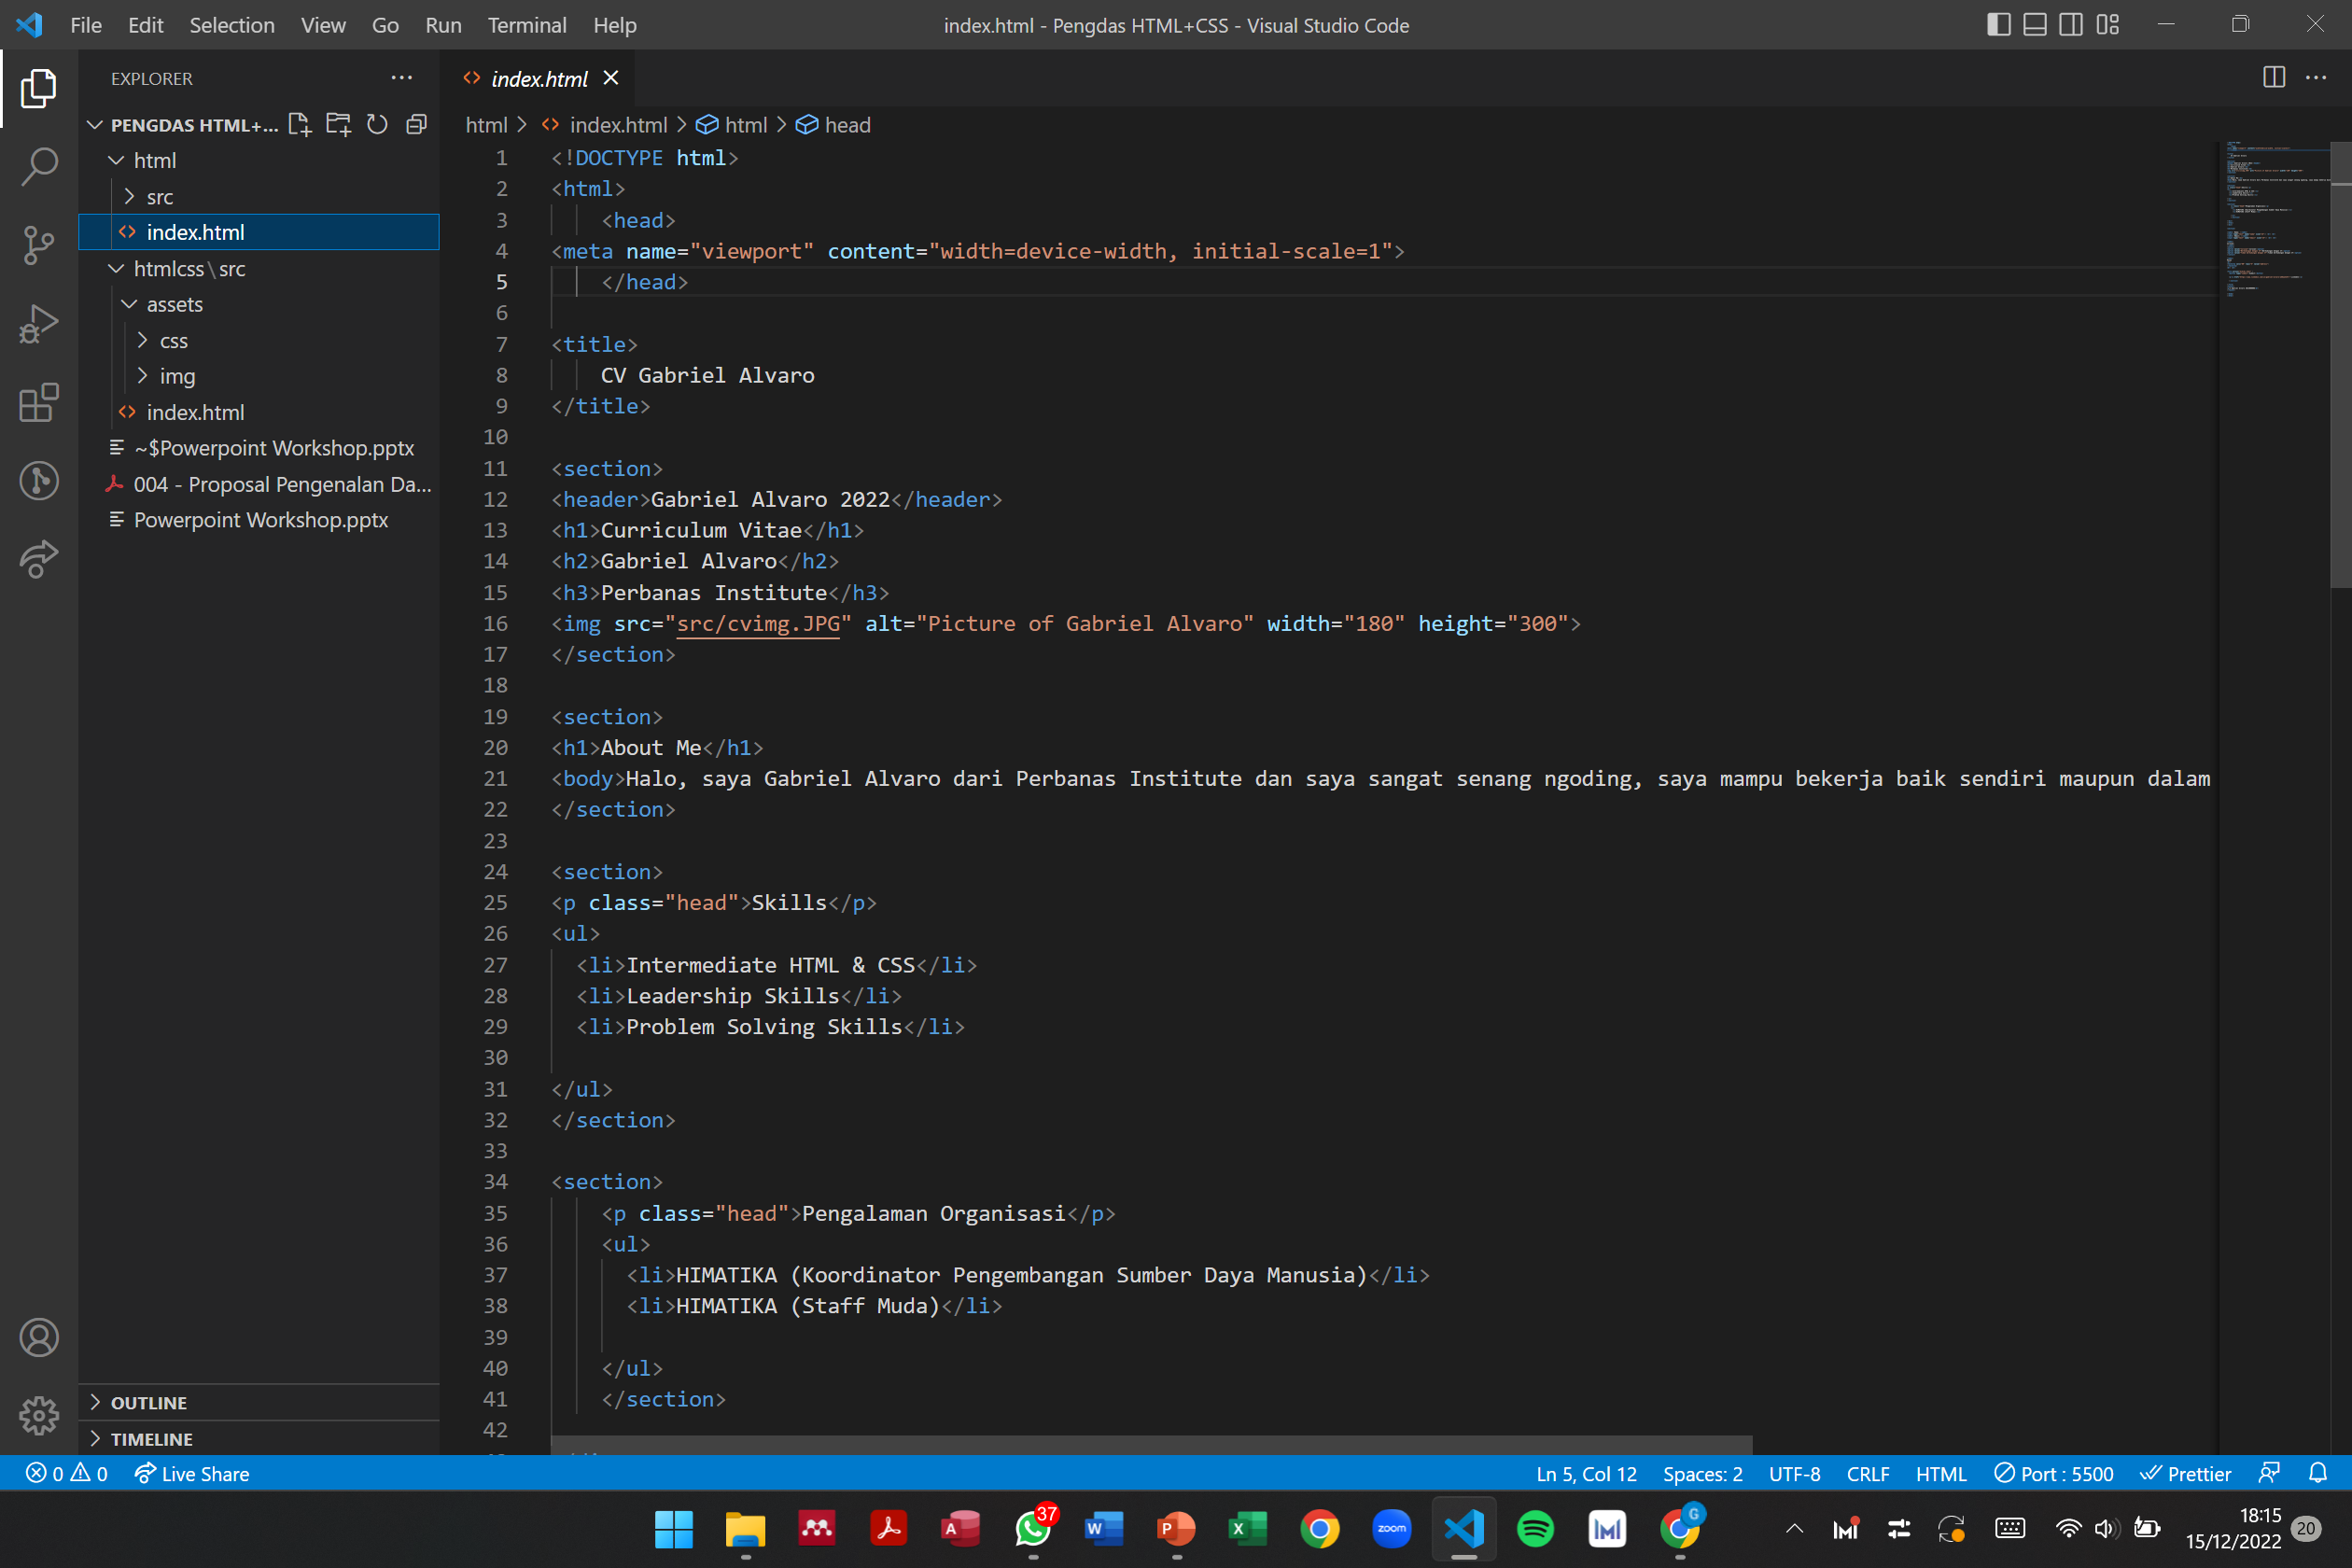 File Edit Selection View Go Run Terminal Help
index.html - Pengdas HTML+CSS - Visual Studio Code
EXPLORER
PENGDAS HTML+...
html
src
index.html
htmlcss\src
assets
css
img
index.html
~$Powerpoint Workshop.pptx
004 - Proposal Pengenalan Da...
Powerpoint Workshop.pptx
OUTLINE
TIMELINE
index.html
html > index.html > html > head
1 <!DOCTYPE html>
2 <html>
3 <head>
4 <meta name="viewport" content="width=device-width, initial-scale=1">
5 </head>
6
7 <title>
8 CV Gabriel Alvaro
9 </title>
10
11 <section>
12 <header>Gabriel Alvaro 2022</header>
13 <h1>Curriculum Vitae</h1>
14 <h2>Gabriel Alvaro</h2>
15 <h3>Perbanas Institute</h3>
16 <img src="src/cvimg.JPG" alt="Picture of Gabriel Alvaro" width="180" height="300">
17 </section>
18
19 <section>
20 <h1>About Me</h1>
21 <body>Halo, saya Gabriel Alvaro dari Perbanas Institute dan saya sangat senang ngoding, saya mampu bekerja baik sendiri maupun dalam
22 </section>
23
24 <section>
25 <p class="head">Skills</p>
26 <ul>
27 <li>Intermediate HTML & CSS</li>
28 <li>Leadership Skills</li>
29 <li>Problem Solving Skills</li>
30
31 </ul>
32 </section>
33
34 <section>
35 <p class="head">Pengalaman Organisasi</p>
36 <ul>
37 <li>HIMATIKA (Koordinator Pengembangan Sumber Daya Manusia)</li>
38 <li>HIMATIKA (Staff Muda)</li>
39
40 </ul>
41 </section>
42
0 0 Live Share
Ln 5, Col 12 Spaces: 2 UTF-8 CRLF HTML Port : 5500 Prettier
37
zoom
G
18:15
15/12/2022
20